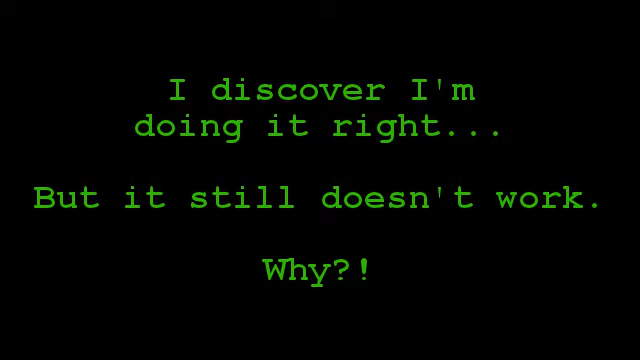 I discover I'm
doing it right...
But it still doesn't work.
Why?!